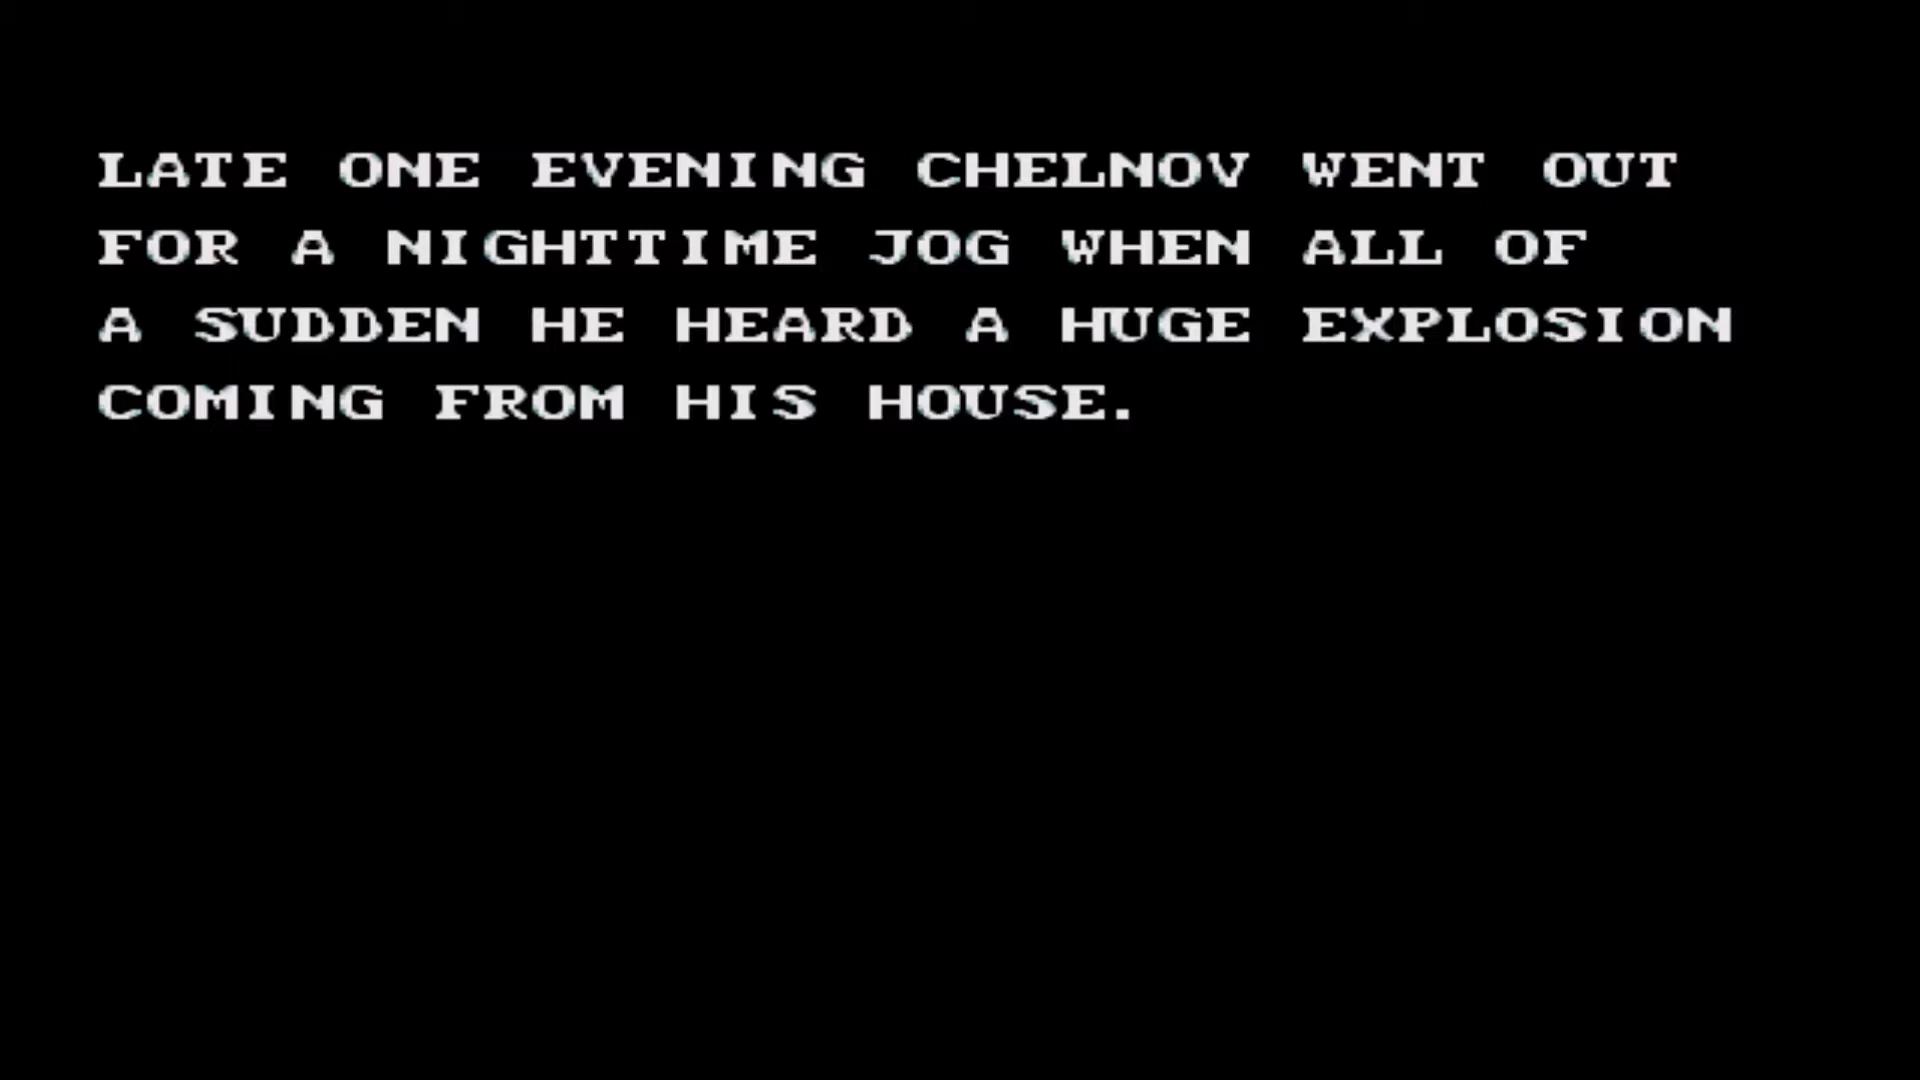 LATE ONE EVENING CHELNOV WENT OUT
FOR A NIGHTTIME JOG WHEN ALL OF
A SUDDEN HE HEARD A HUGE EXPLOSION
COMING FROM HIS HOUSE.